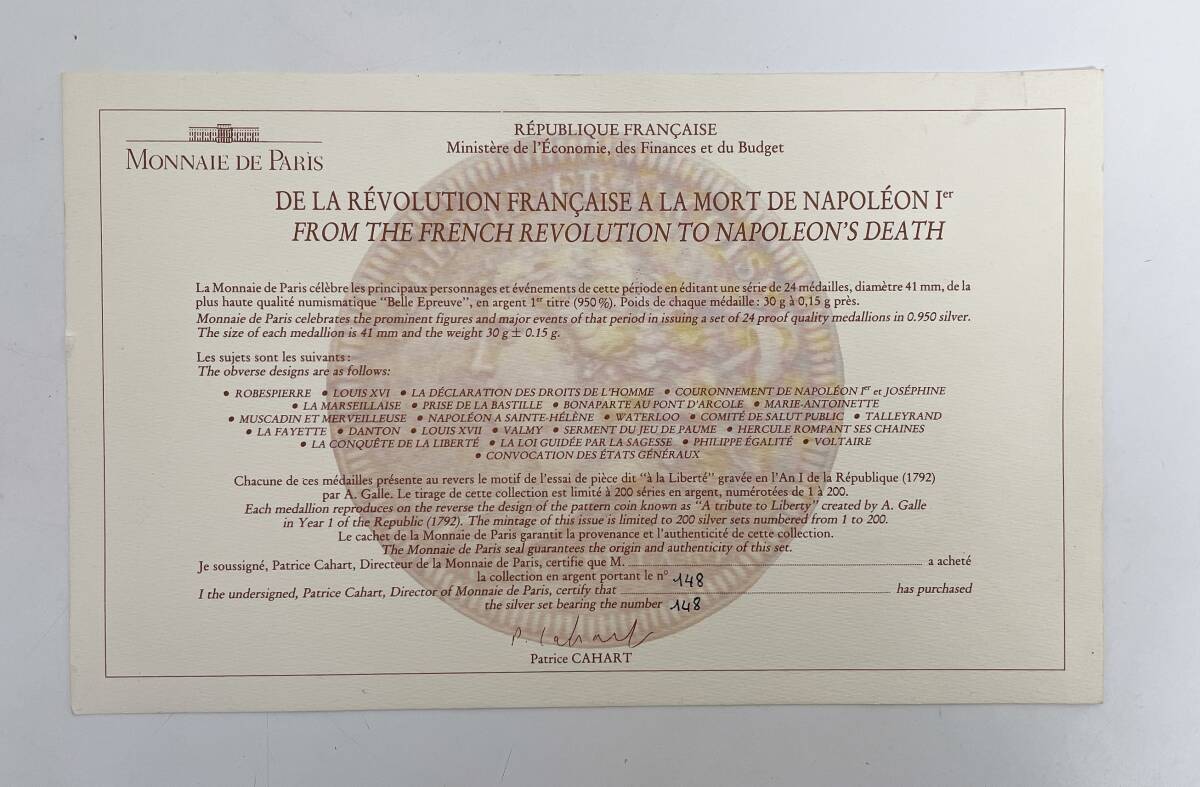 MONNAIE DE PARIS
RÉPUBLIQUE FRANÇAISE
Ministère de l'Économie, des Finances et du Budget
DE LA RÉVOLUTION FRANÇAISE A LA MORT DE NAPOLÉON Ier
FROM THE FRENCH REVOLUTION TO NAPOLEON'S DEATH
La Monnaie de Paris célèbre les principaux personnages et événements de cette période en éditant une série de 24 médailles, diamètre 41 mm, de la
plus haute qualité numismatique "Belle Epreuve", en argent 1er titre (950%). Poids de chaque médaille : 30 g à 0,15 g près.
Monnaie de Paris celebrates the prominent figures and major events of that period in issuing a set of 24 proof quality medallions in 0.950 silver.
The size of each medallion is 41 mm and the weight 30 g ± 0.15 g.
Les sujets sont les suivants :
The obverse designs are as follows:
• ROBESPIERRE • LOUIS XVI • LA DÉCLARATION DES DROITS DE L'HOMME • COURONNEMENT DE NAPOLÉON Ier et JOSÉPHINE
• LA MARSEILLAISE • PRISE DE LA BASTILLE • BONAPARTE AU PONT D'ARCOLE • MARIE-ANTOINETTE
• MUSCADIN ET MERVEILLEUSE • NAPOLÉON A SAINTE-HÉLÈNE • WATERLOO • COMITÉ DE SALUT PUBLIC • TALLEYRAND
• LA FAYETTE • DANTON • LOUIS XVII • VALMY • SERMENT DU JEU DE PAUME • HERCULE ROMPANT SES CHAINES
• LA CONQUÊTE DE LA LIBERTÉ • LA LOI GUIDÉE PAR LA SAGESSE • PHILIPPE ÉGALITÉ • VOLTAIRE
• CONVOCATION DES ÉTATS GÉNÉRAUX
Chacune de ces médailles présente au revers le motif de l'essai de pièce dit "à la Liberté" gravée en l'An I de la République (1792)
par A. Galle. Le tirage de cette collection est limité à 200 séries en argent, numérotées de 1 à 200.
Each medallion reproduces on the reverse the design of the pattern coin known as "A tribute to Liberty" created by A. Galle
in Year 1 of the Republic (1792). The mintage of this issue is limited to 200 silver sets numbered from 1 to 200.
Le cachet de la Monnaie de Paris garantit la provenance et l'authenticité de cette collection.
The Monnaie de Paris seal guarantees the origin and authenticity of this set.
Je soussigné, Patrice Cahart, Directeur de la Monnaie de Paris, certifie que M. a acheté
la collection en argent portant le n° 148
I the undersigned, Patrice Cahart, Director of Monnaie de Paris, certify that has purchased
the silver set bearing the number 148
P. Cahart
Patrice CAHART